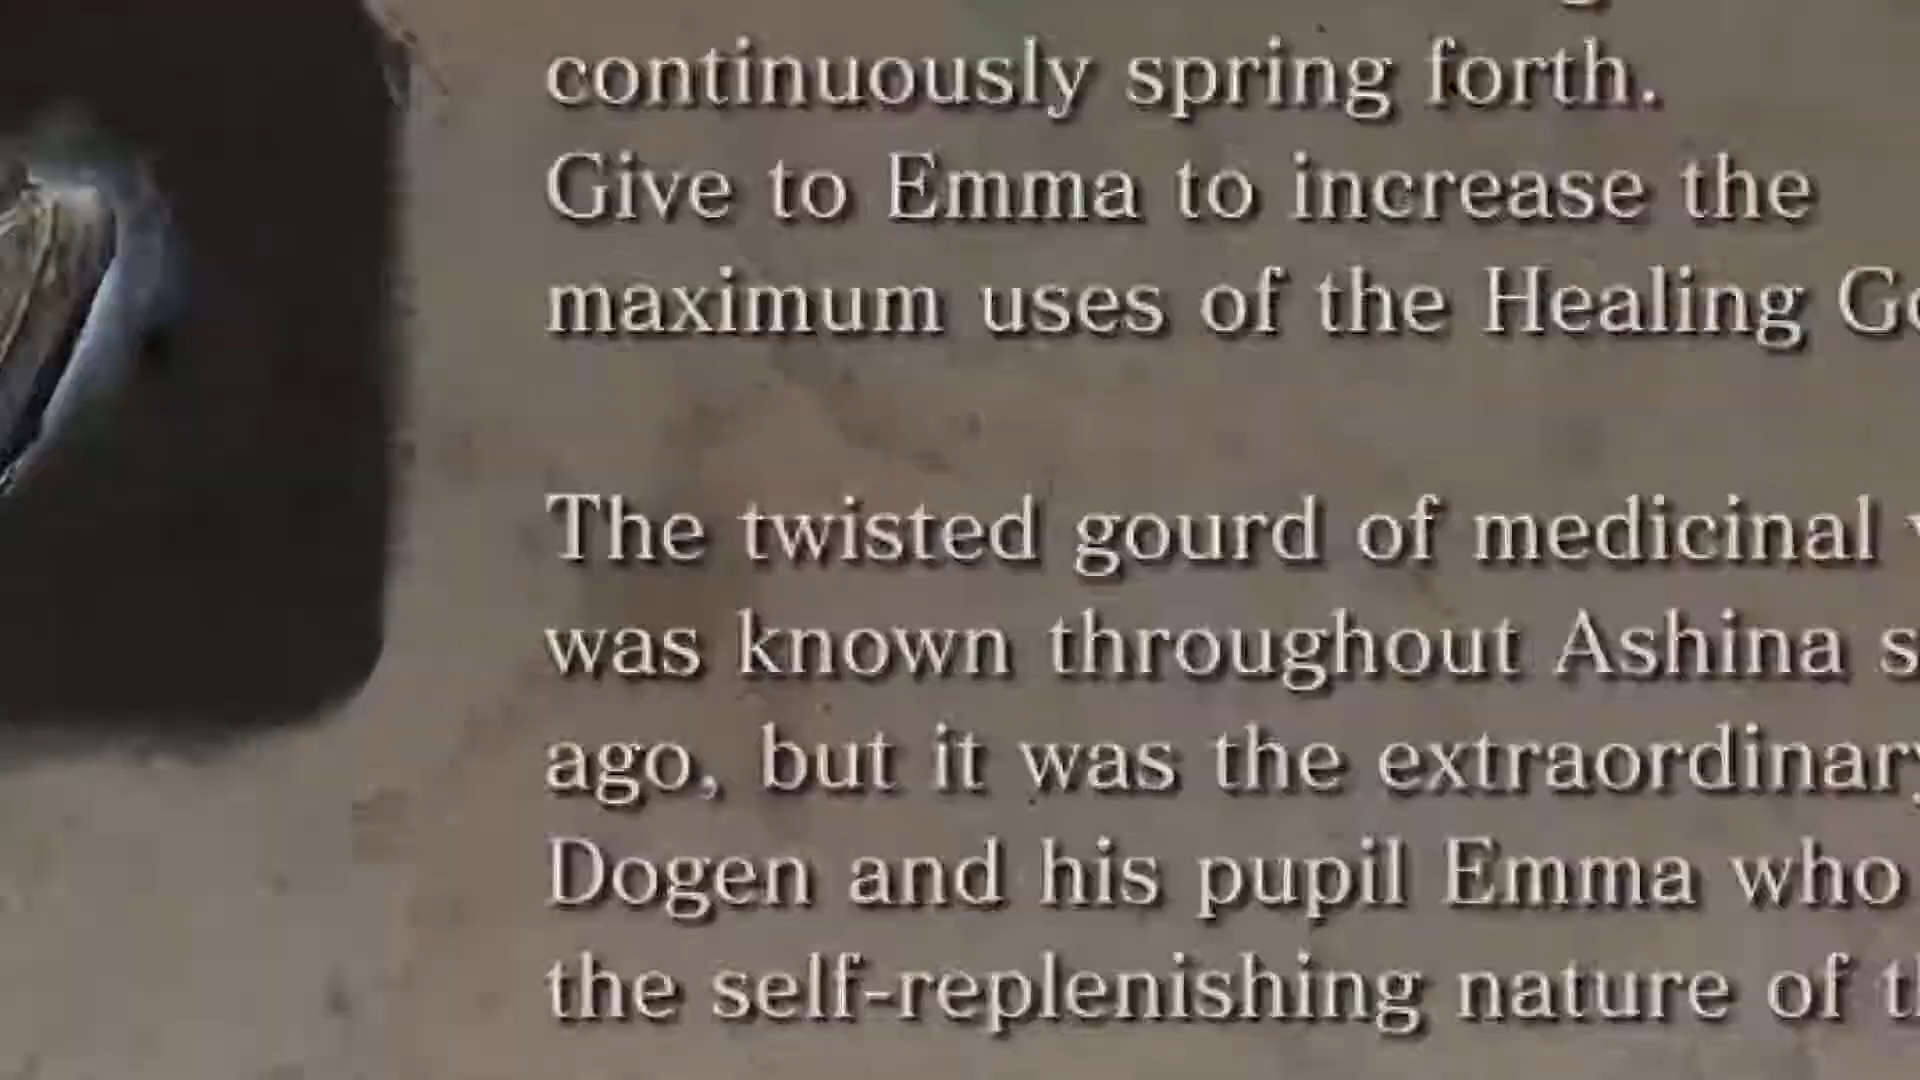 continuously spring forth.
Give to Emma to increase the
maximum uses of the Healing
The twisted gourd of medicinal
was known throughout Ashina
ago, but it was the extraordinary
Dogen and his pupil Emma who
the self-replenishing nature of